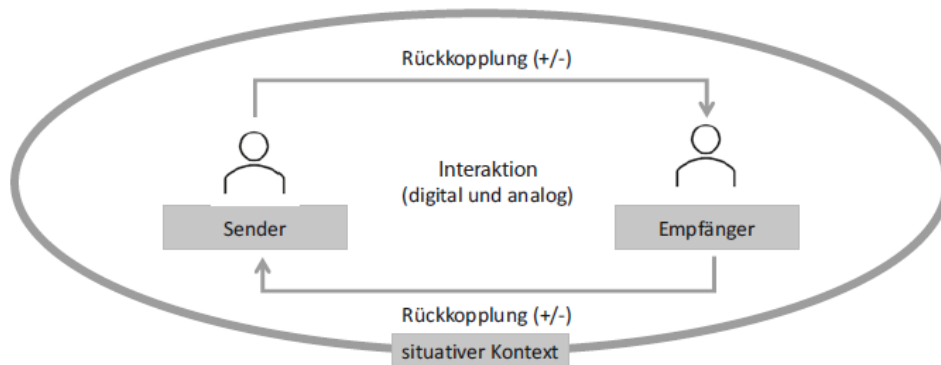 Rückkopplung (+/-)
Interaktion
(digital und analog)
Sender
Empfänger
Rückkopplung (+/-)
situativer Kontext